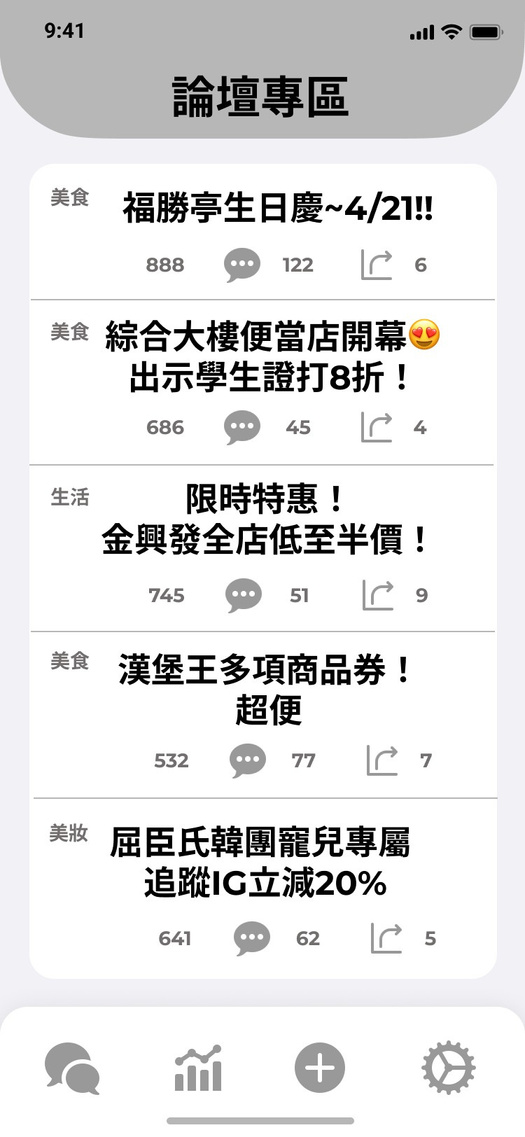 9:41
論壇專區
美食
福勝亭生日慶~4/21!!
888 122 6
美食
綜合大樓便當店開幕😍
出示學生證打8折！
686 45 4
生活
限時特惠！
金興發全店低至半價！
745 51 9
美食
漢堡王多項商品券！
超便
532 77 7
美妝
屈臣氏韓團寵兒專屬
追蹤IG立減20%
641 62 5